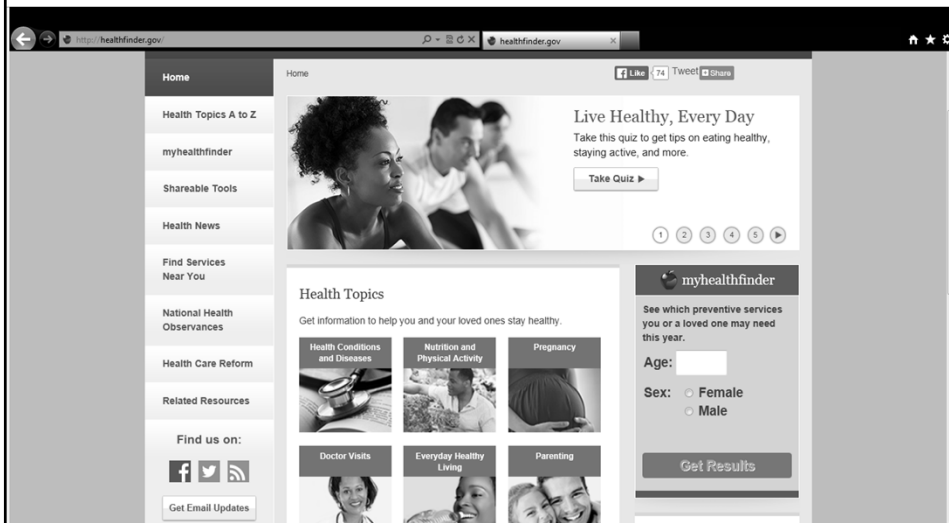 http://healthfinder.gov/
healthfinder.gov
Home
Health Topics A to Z
myhealthfinder
Shareable Tools
Health News
Find Services
Near You
National Health
Observances
Health Care Reform
Related Resources
Find us on:
Get Email Updates
Home
Like 74 Tweet Share
Live Healthy, Every Day
Take this quiz to get tips on eating healthy,
staying active, and more.
Take Quiz
1 2 3 4 5
Health Topics
Get information to help you and your loved ones stay healthy.
Health Conditions
and Diseases
Nutrition and
Physical Activity
Pregnancy
Doctor Visits
Everyday Healthy
Living
Parenting
myhealthfinder
See which preventive services
you or a loved one may need
this year.
Age:
Sex: Female
Male
Get Results